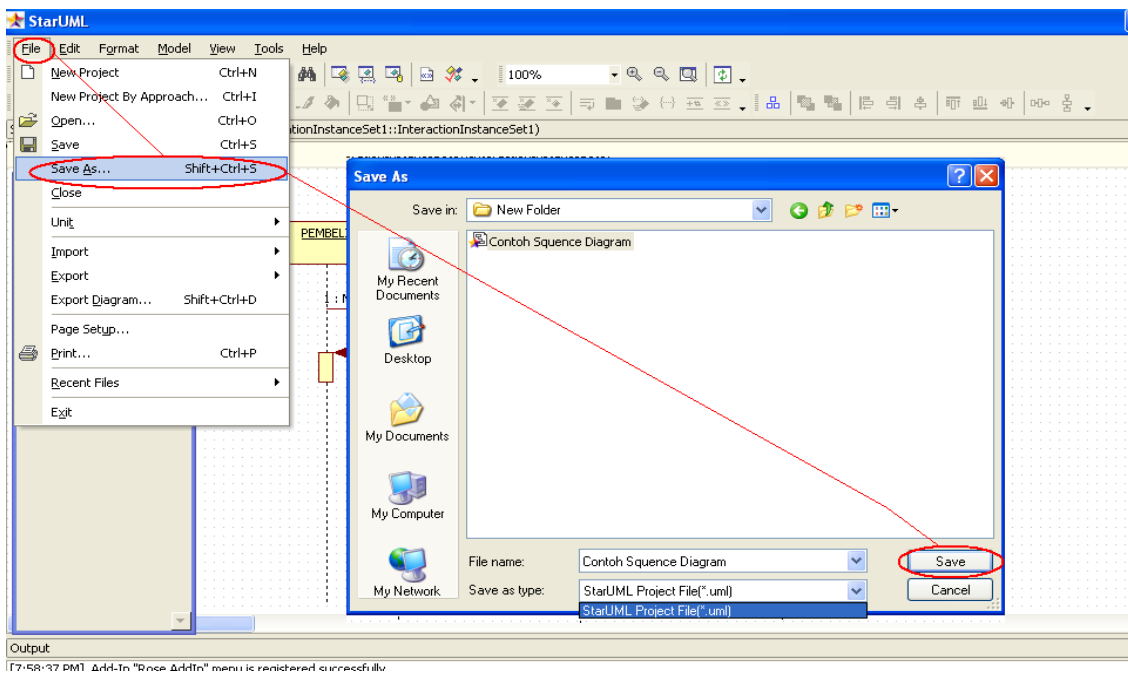 StarUML
File Edit Format Model View Tools Help
New Project Ctrl+N
100%
New Project By Approach... Ctrl+I
Open... Ctrl+O
tionInstanceSet1::InteractionInstanceSet1)
Save Ctrl+S
Save As... Shift+Ctrl+S
Close
Unit
Import
Export
Export Diagram... Shift+Ctrl+D
Page Setup...
Print... Ctrl+P
Recent Files
Exit
PEMBEL
1 : M
Save As
Save in: New Folder
Contoh Squence Diagram
My Recent
Documents
Desktop
My Documents
My Computer
My Network
File name: Contoh Squence Diagram Save
Save as type: StarUML Project File(*.uml) Cancel
StarUML Project File(*.uml)
Output
[7:58:37 PM] Add-In "Rose AddIn" menu is registered successfully